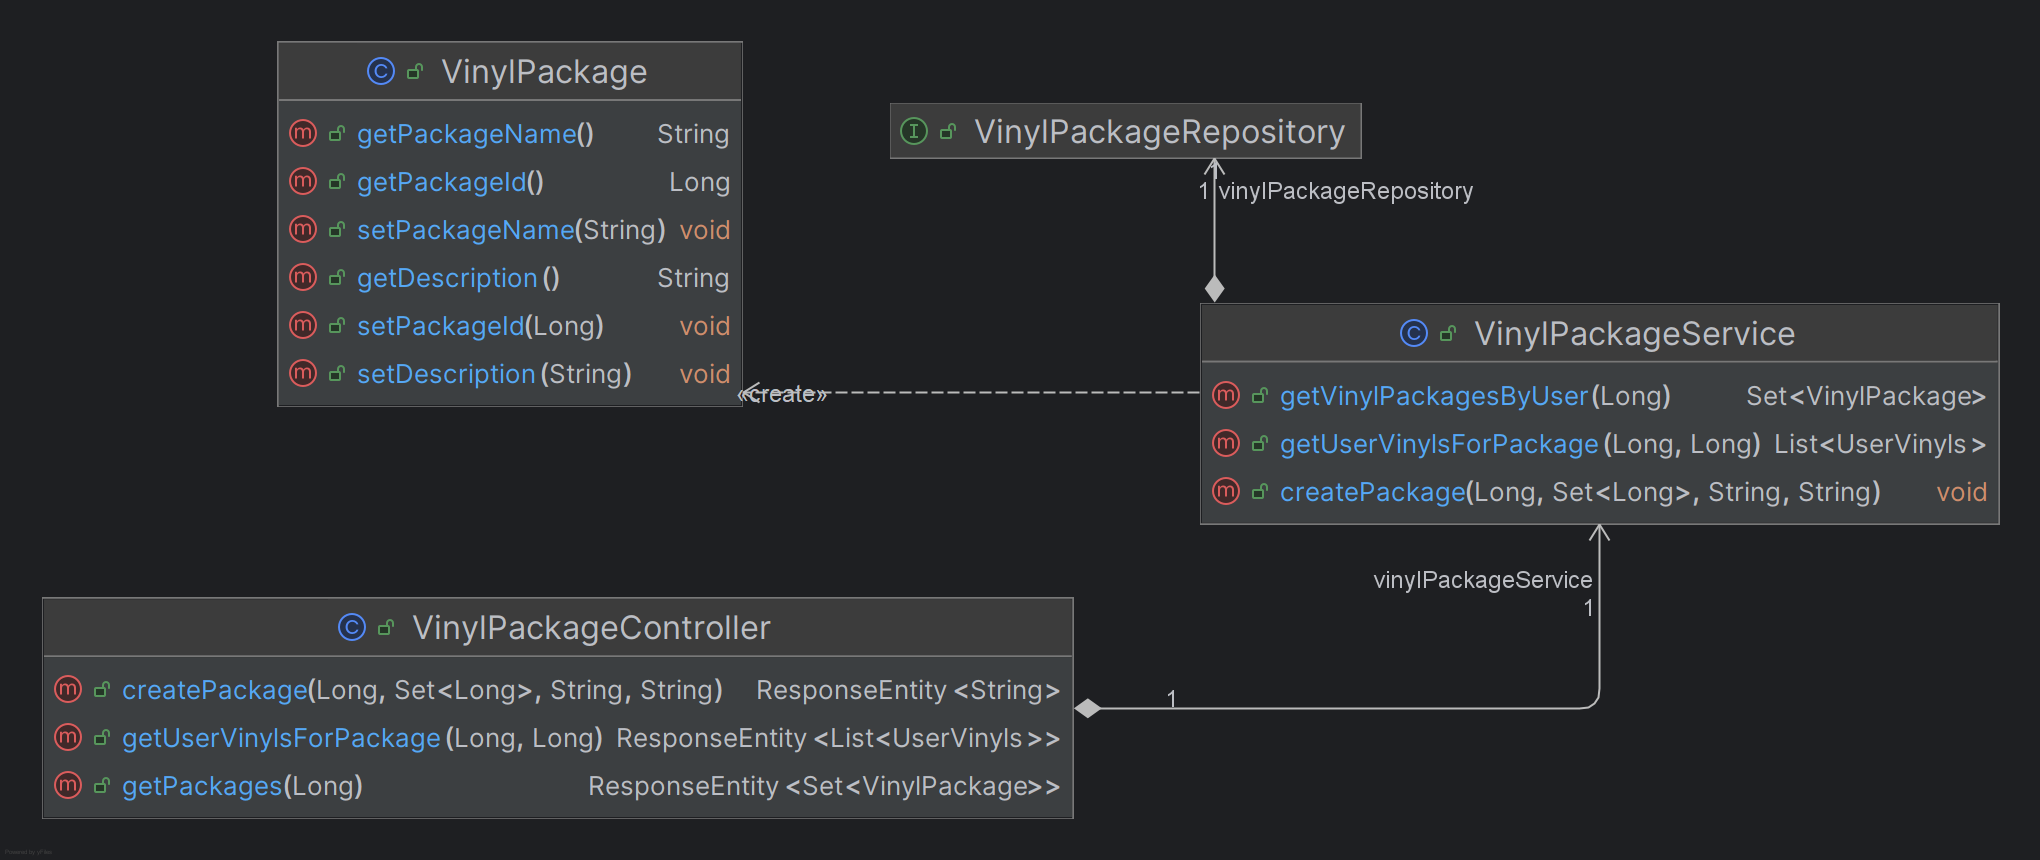 VinylPackage
getPackageName() String
getPackageId() Long
setPackageName(String) void
getDescription() String
setPackageId(Long) void
setDescription(String) void
VinylPackageRepository
1 vinylPackageRepository
«create»
VinylPackageService
getVinylPackagesByUser(Long) Set<VinylPackage>
getUserVinylsForPackage(Long, Long) List<UserVinyls>
createPackage(Long, Set<Long>, String, String) void
vinylPackageService
1
1
VinylPackageController
createPackage(Long, Set<Long>, String, String) ResponseEntity<String>
getUserVinylsForPackage(Long, Long) ResponseEntity<List<UserVinyls>>
getPackages(Long) ResponseEntity<Set<VinylPackage>>
Powered by yFiles